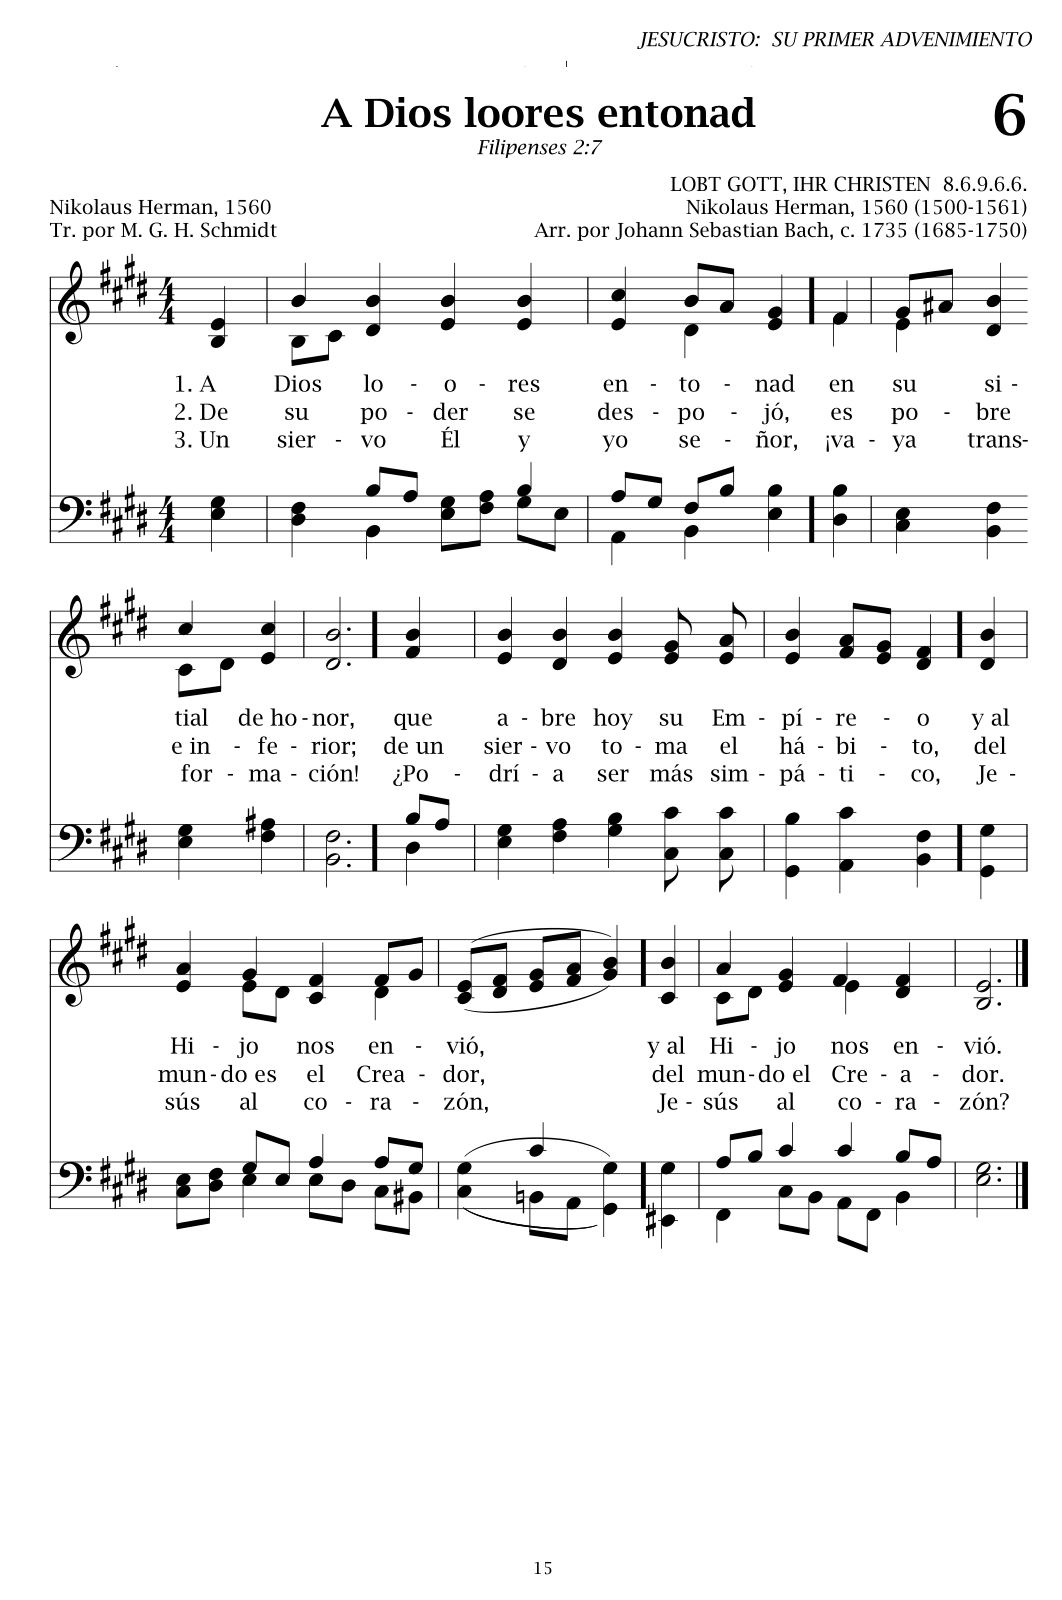 JESUCRISTO: SU PRIMER ADVENIMIENTO
A Dios loores entonad
6
Filipenses 2:7
LOBT GOTT, IHR CHRISTEN 8.6.9.6.6.
Nikolaus Herman, 1560
Nikolaus Herman, 1560 (1500-1561)
Tr. por M. G. H. Schmidt
Arr. por Johann Sebastian Bach, c. 1735 (1685-1750)
1. A Dios lo - o - res en - to - nad en su si -
2. De su po - der se des - po - jó, es po - bre
3. Un sier - vo Él y yo se - ñor, ¡va - ya trans-
tial de ho - nor, que a - bre hoy su Em - pí - re - o y al
e in - fe - rior; de un sier - vo to - ma el há - bi - to, del
for - ma - ción! ¿Po - drí - a ser más sim - pá - ti - co, Je -
Hi - jo nos en - vió, y al Hi - jo nos en - vió.
mun - do es el Crea - dor, del mun - do el Cre - a - dor.
sús al co - ra - zón, Je - sús al co - ra - zón?
15